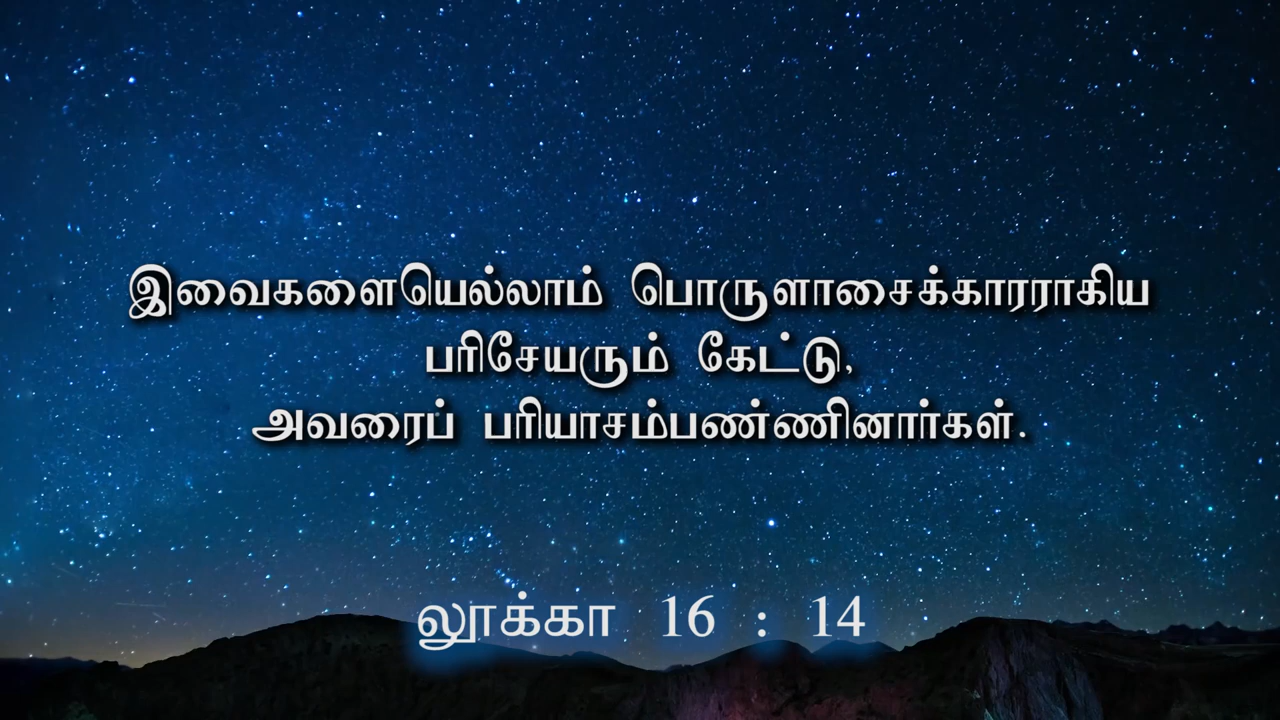 இவைகளையெல்லாம் பொருளாசைக்காரராகிய
பரிசேயரும் கேட்டு,
அவரைப் பரியாசம்பண்ணினார்கள்.
லூக்கா 16 : 14